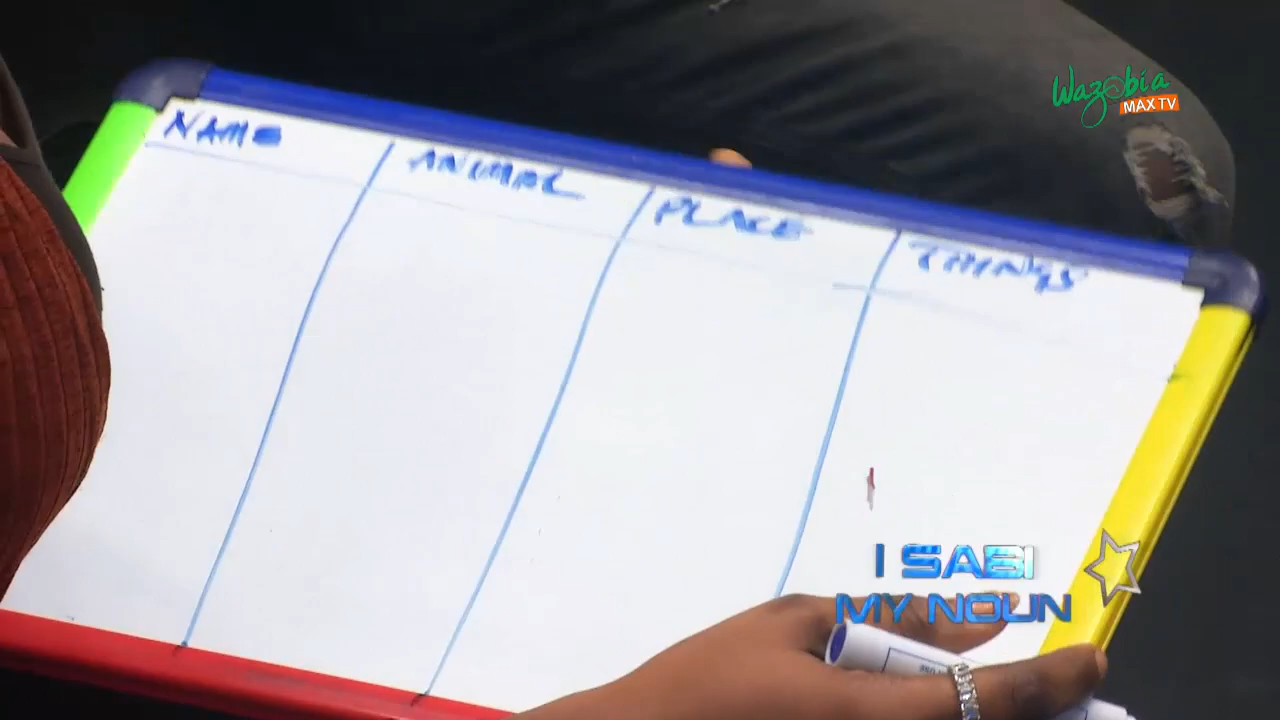 Wazobia
MAX TV
NAME
ANIMAL
PLACE
THINGS
I SABI
MY NOUN